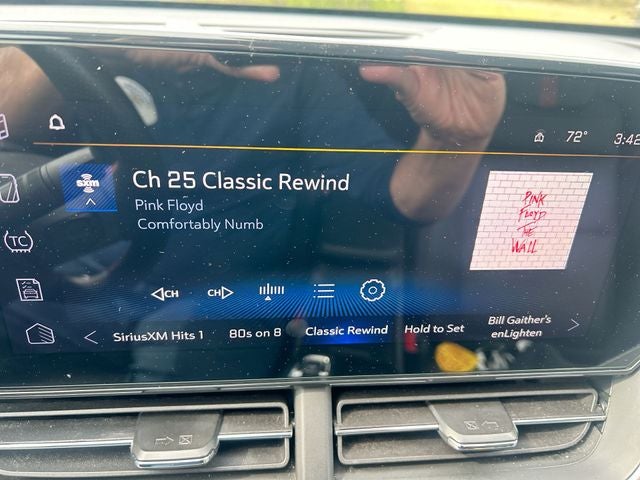 72° 3:42
SXM
Ch 25 Classic Rewind
Pink Floyd
Comfortably Numb
PINK
FLOYD
THE
WALL
TC
◁CH CH▷
SiriusXM Hits 1 80s on 8 Classic Rewind Hold to Set Bill Gaither's
enLighten